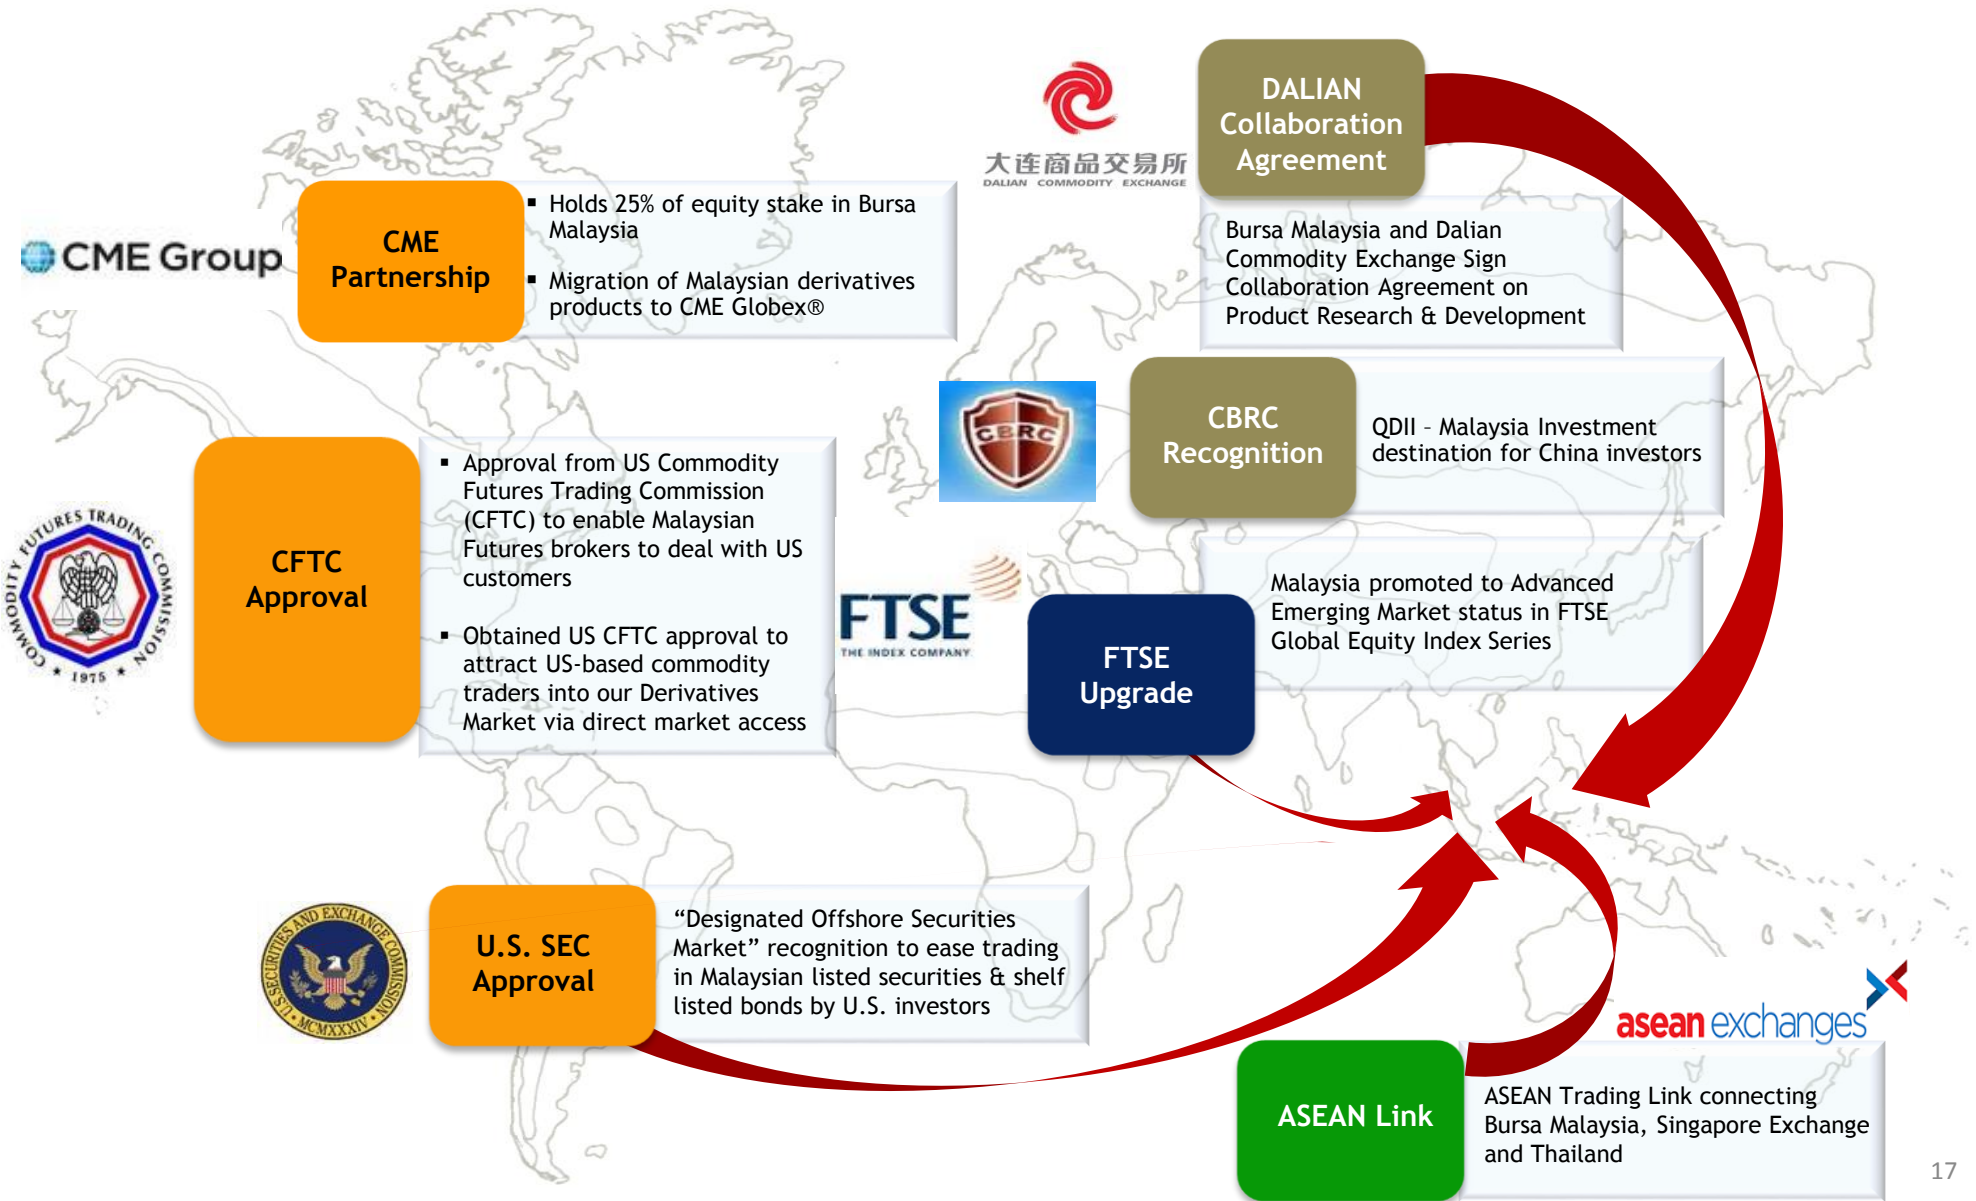 CME Group
CME
Partnership
▪ Holds 25% of equity stake in Bursa
Malaysia
▪ Migration of Malaysian derivatives
products to CME Globex®
大连商品交易所
DALIAN COMMODITY EXCHANGE
DALIAN
Collaboration
Agreement
Bursa Malaysia and Dalian
Commodity Exchange Sign
Collaboration Agreement on
Product Research & Development
CBRC
CBRC
Recognition
QDII – Malaysia Investment
destination for China investors
COMMODITY FUTURES TRADING COMMISSION
★ 1975 ★
CFTC
Approval
▪ Approval from US Commodity
Futures Trading Commission
(CFTC) to enable Malaysian
Futures brokers to deal with US
customers
▪ Obtained US CFTC approval to
attract US-based commodity
traders into our Derivatives
Market via direct market access
FTSE
THE INDEX COMPANY
FTSE
Upgrade
Malaysia promoted to Advanced
Emerging Market status in FTSE
Global Equity Index Series
U.S. SECURITIES AND EXCHANGE COMMISSION
MCMXXXIV
U.S. SEC
Approval
“Designated Offshore Securities
Market” recognition to ease trading
in Malaysian listed securities & shelf
listed bonds by U.S. investors
asean exchanges
ASEAN Link
ASEAN Trading Link connecting
Bursa Malaysia, Singapore Exchange
and Thailand
17